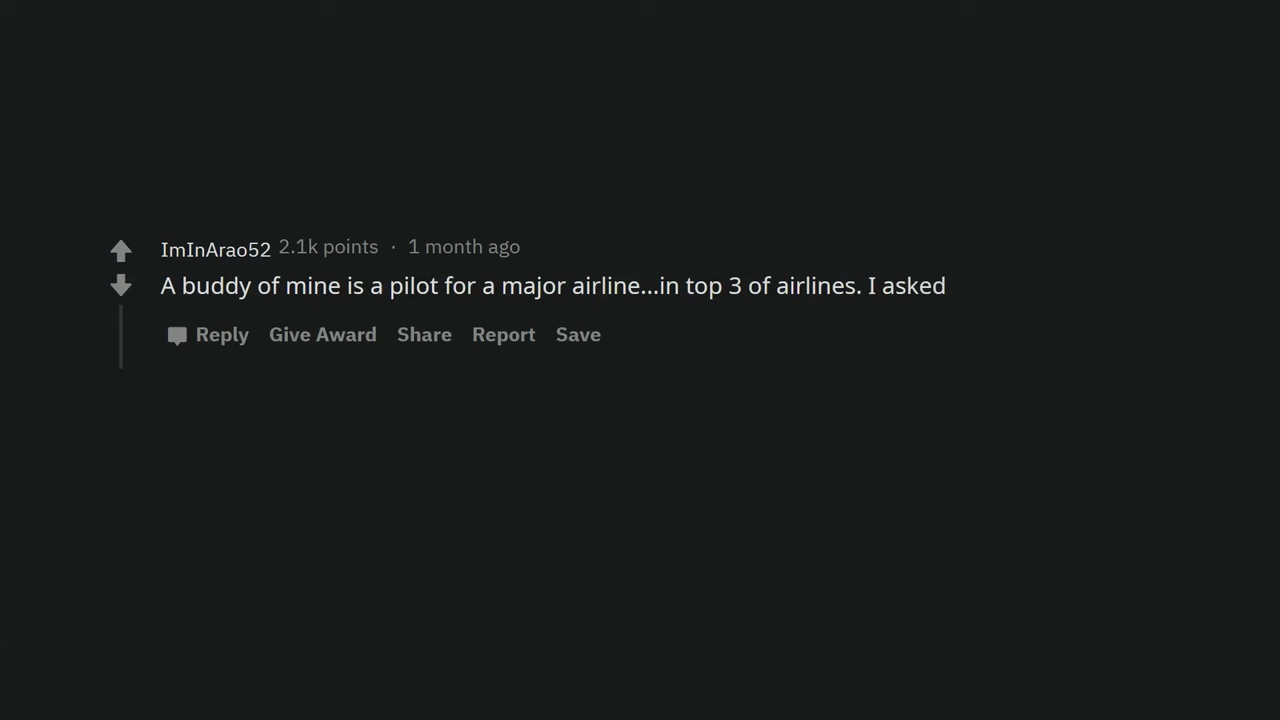 ImInArao52 2.1k points · 1 month ago
A buddy of mine is a pilot for a major airline...in top 3 of airlines. I asked
Reply Give Award Share Report Save